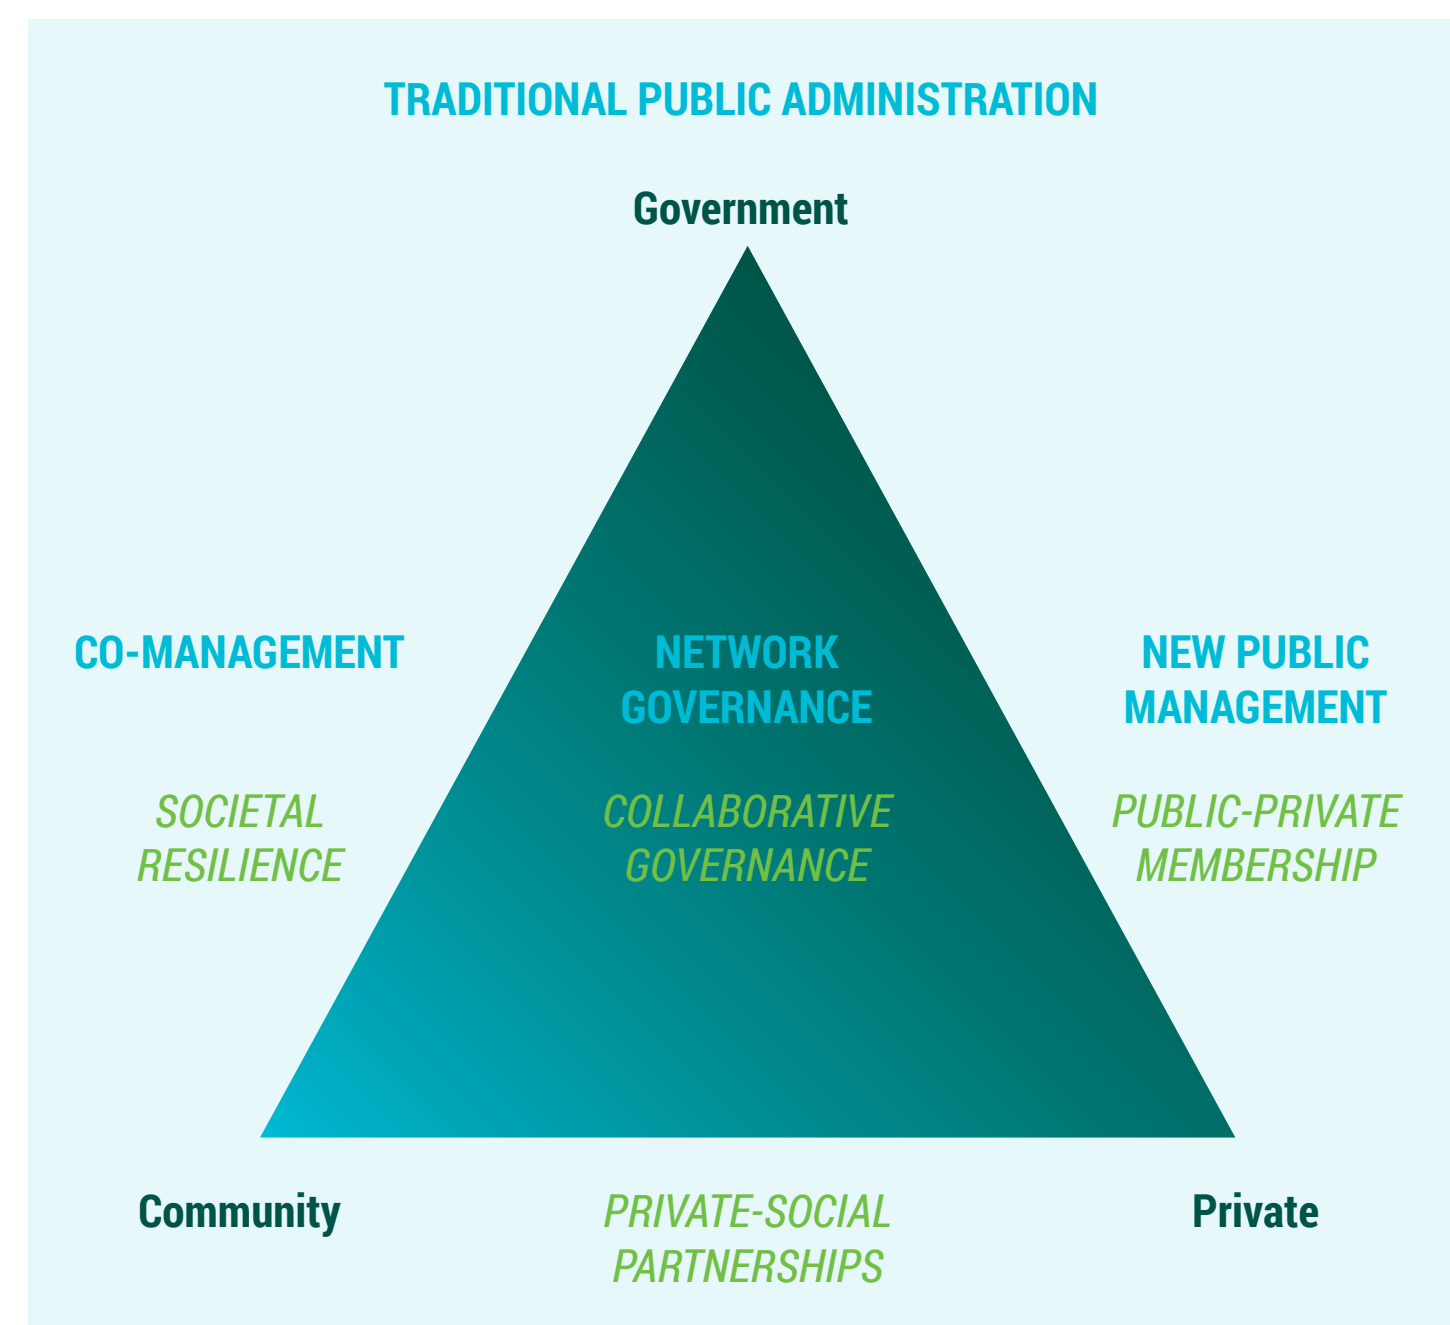 TRADITIONAL PUBLIC ADMINISTRATION
Government
CO-MANAGEMENT
SOCIETAL
RESILIENCE
NETWORK
GOVERNANCE
COLLABORATIVE
GOVERNANCE
NEW PUBLIC
MANAGEMENT
PUBLIC-PRIVATE
MEMBERSHIP
Community
PRIVATE-SOCIAL
PARTNERSHIPS
Private